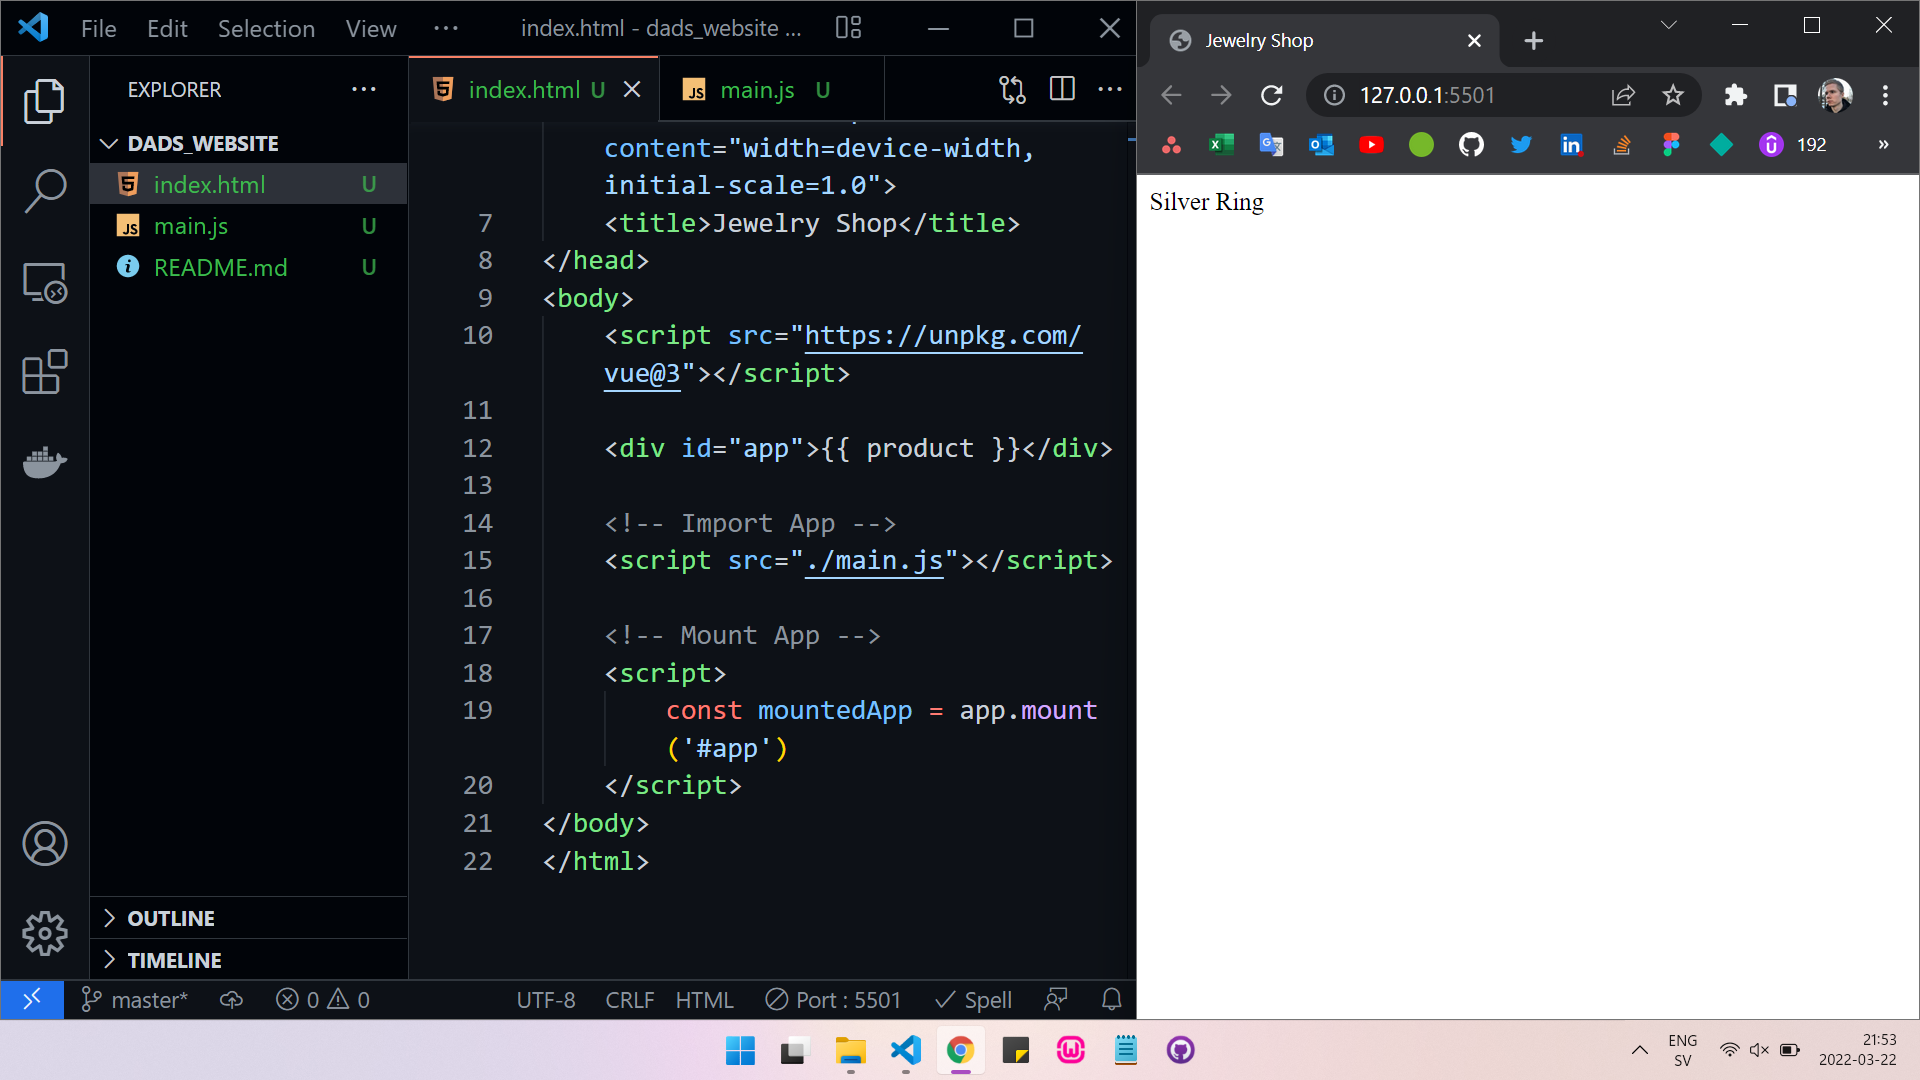 File Edit Selection View ··· index.html - dads_website ...
EXPLORER
DADS_WEBSITE
index.html U
main.js U
README.md U
OUTLINE
TIMELINE
index.html U
main.js U
content="width=device-width,
initial-scale=1.0">
7 <title>Jewelry Shop</title>
8 </head>
9 <body>
10 <script src="https://unpkg.com/
vue@3"></script>
11
12 <div id="app">{{ product }}</div>
13
14 <!-- Import App -->
15 <script src="./main.js"></script>
16
17 <!-- Mount App -->
18 <script>
19 const mountedApp = app.mount
('#app')
20 </script>
21 </body>
22 </html>
master* 0 0 UTF-8 CRLF HTML Port : 5501 Spell
Jewelry Shop
127.0.0.1:5501
192 »
Silver Ring
ENG
SV
21:53
2022-03-22